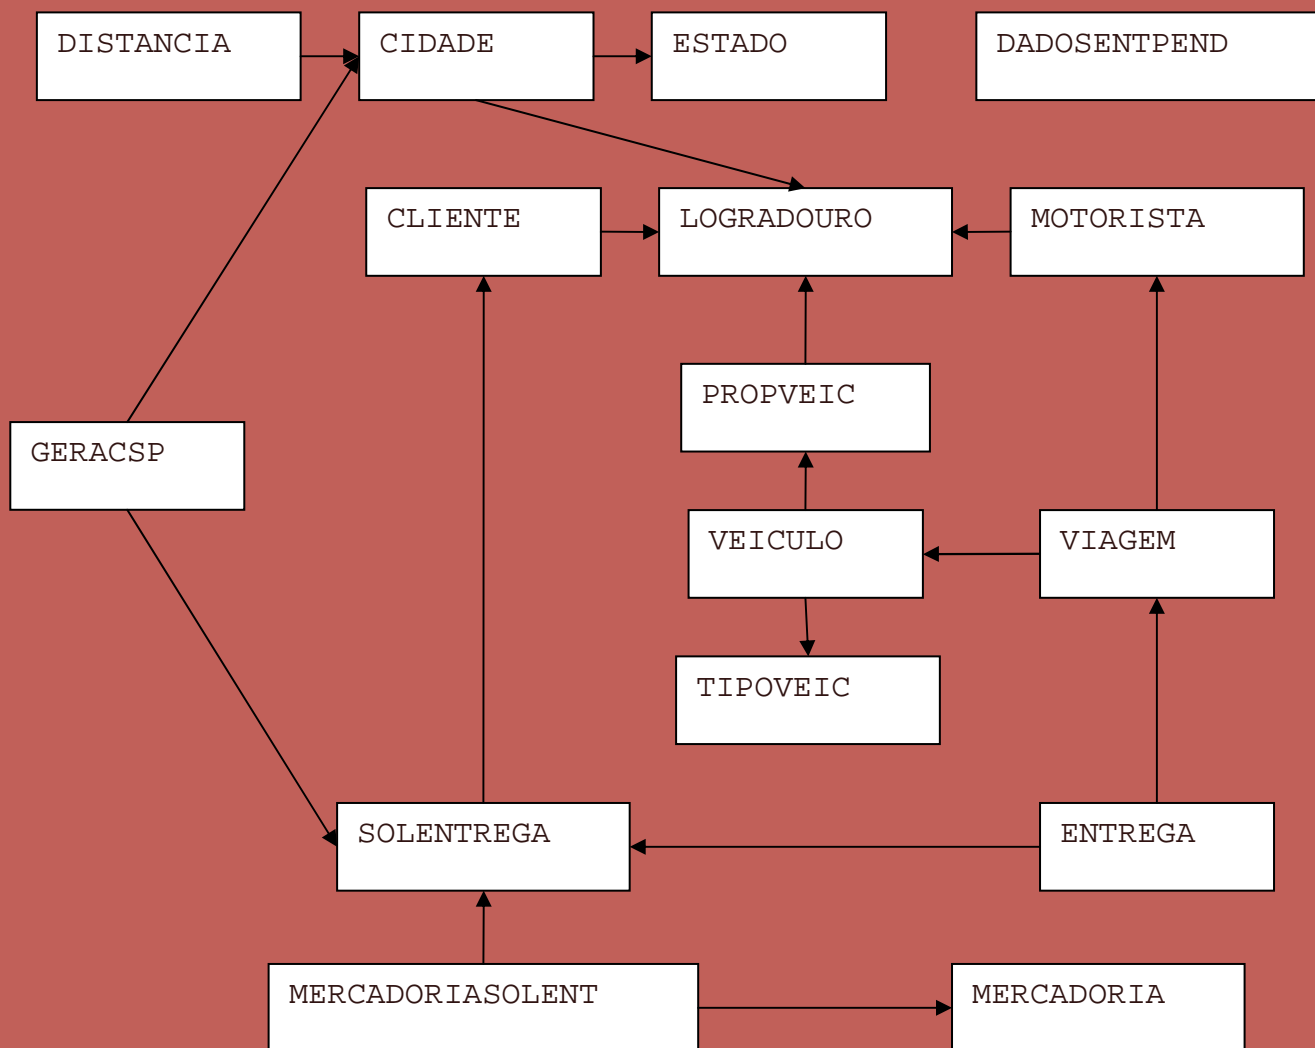 DISTANCIA
CIDADE
ESTADO
DADOSENTPEND
CLIENTE
LOGRADOURO
MOTORISTA
PROPVEIC
GERACSP
VEICULO
VIAGEM
TIPOVEIC
SOLENTREGA
ENTREGA
MERCADORIASOLENT
MERCADORIA